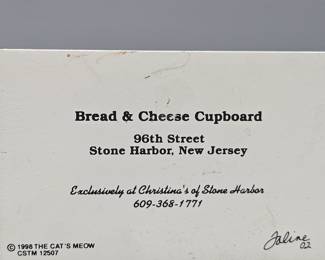 Bread & Cheese Cupboard
96th Street
Stone Harbor, New Jersey
Exclusively at Christina's of Stone Harbor
609-368-1771
© 1998 THE CAT'S MEOW
CSTM 12507
Faline
02